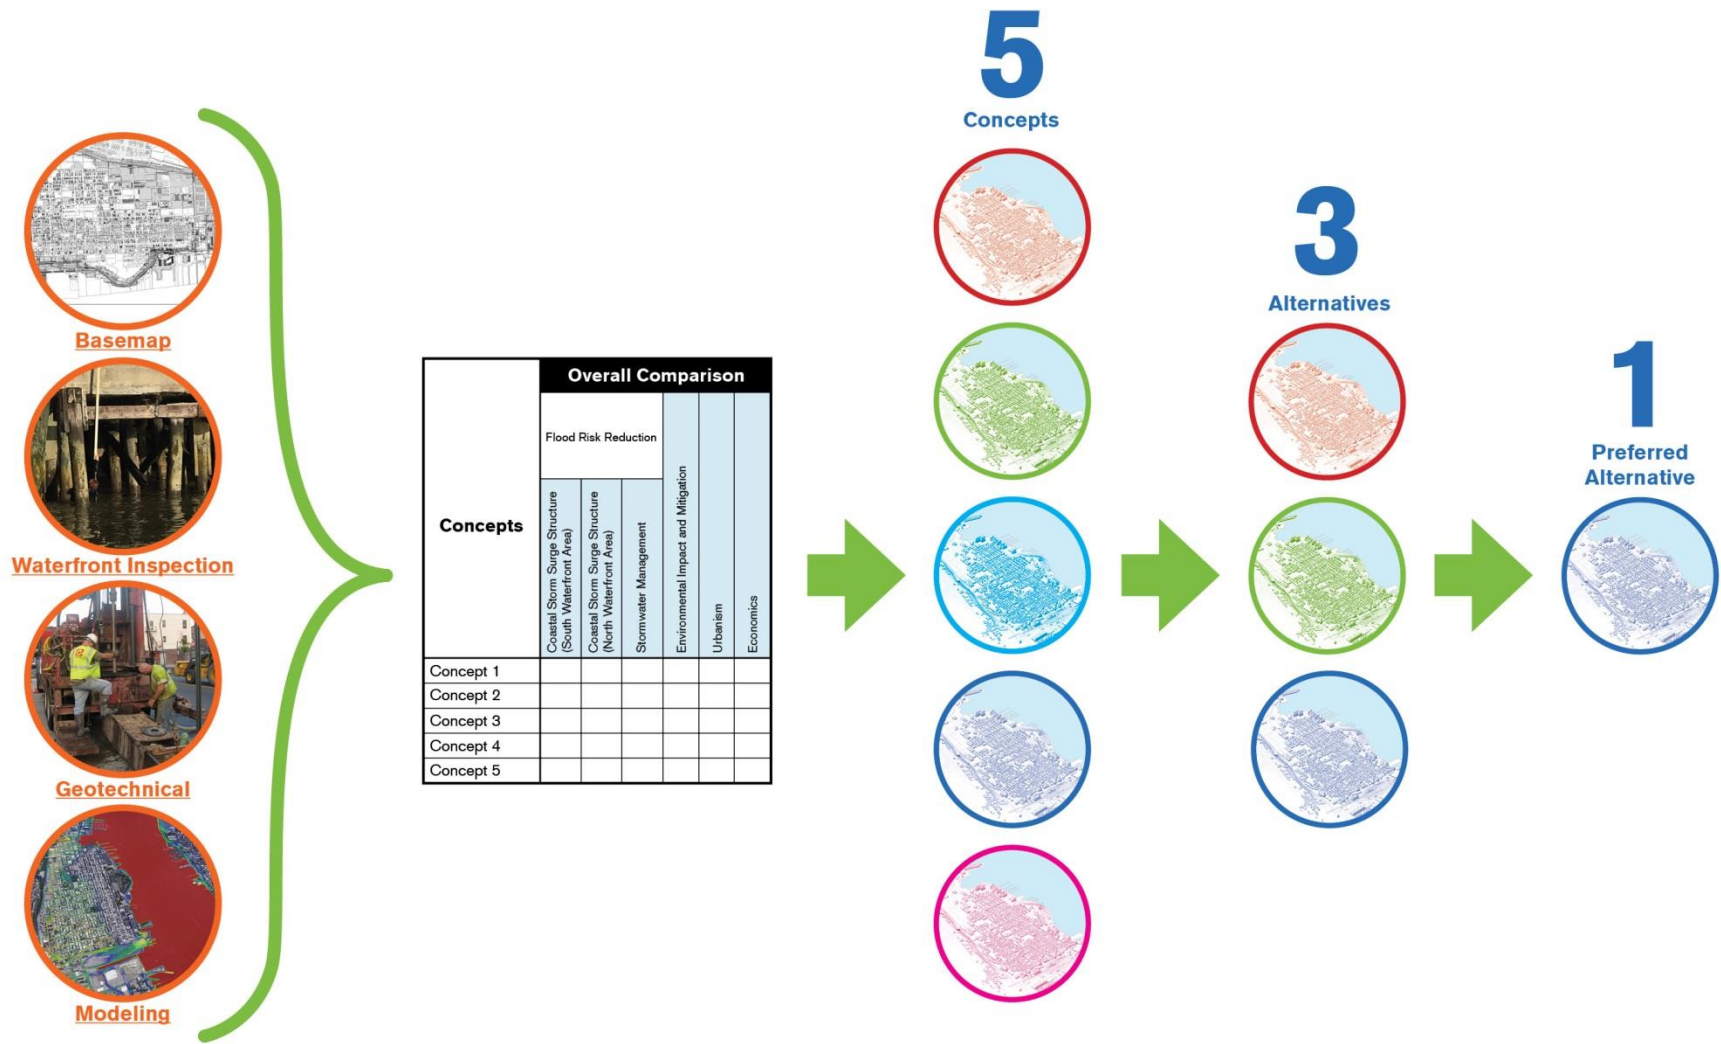 Basemap
Waterfront Inspection
Geotechnical
Modeling
Concepts
Overall Comparison
Flood Risk Reduction
Coastal Storm Surge Structure
(South Waterfront Area)
Coastal Storm Surge Structure
(North Waterfront Area)
Stormwater Management
Environmental Impact and Mitigation
Urbanism
Economics
Concept 1
Concept 2
Concept 3
Concept 4
Concept 5
5
Concepts
3
Alternatives
1
Preferred
Alternative